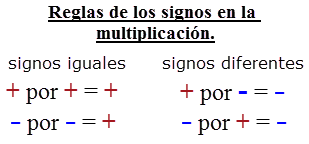 Reglas de los signos en la
multiplicación.
signos iguales signos diferentes
+ por + = + + por - = -
- por - = + - por + = -